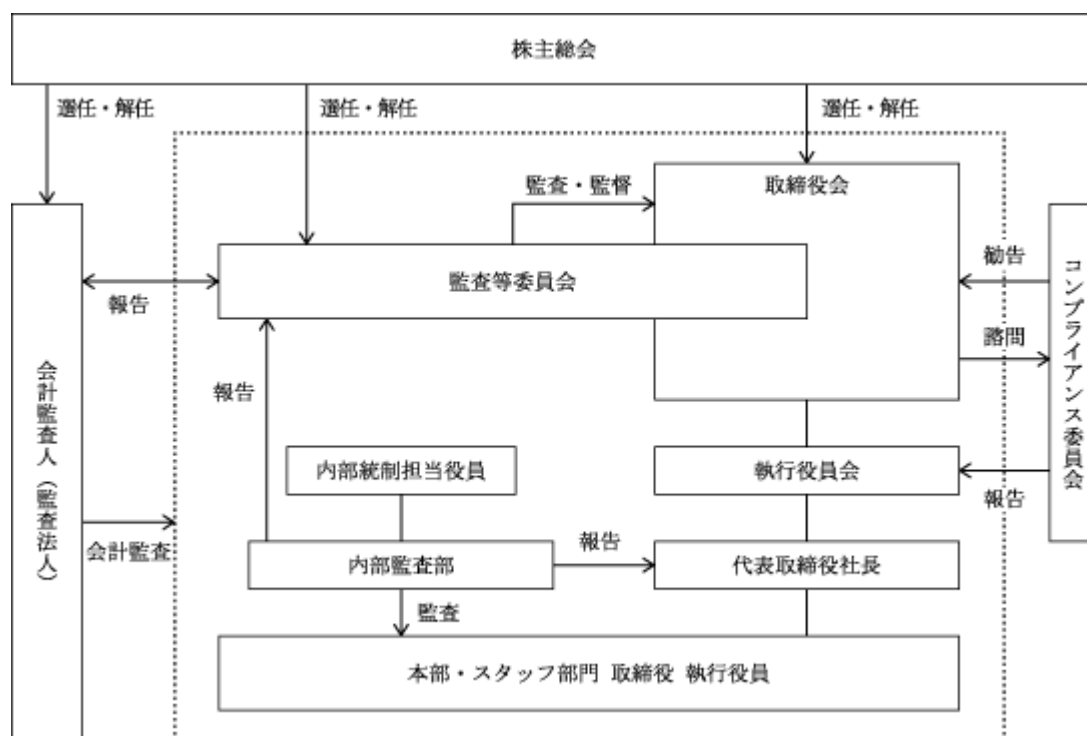 株主総会
選任・解任
選任・解任
選任・解任
監査・監督
取締役会
監査等委員会
勧告
報告
諮問
会計監査人（監査法人）
コンプライアンス委員会
報告
内部統制担当役員
執行役員会
報告
会計監査
内部監査部
報告
代表取締役社長
監査
本部・スタッフ部門 取締役 執行役員